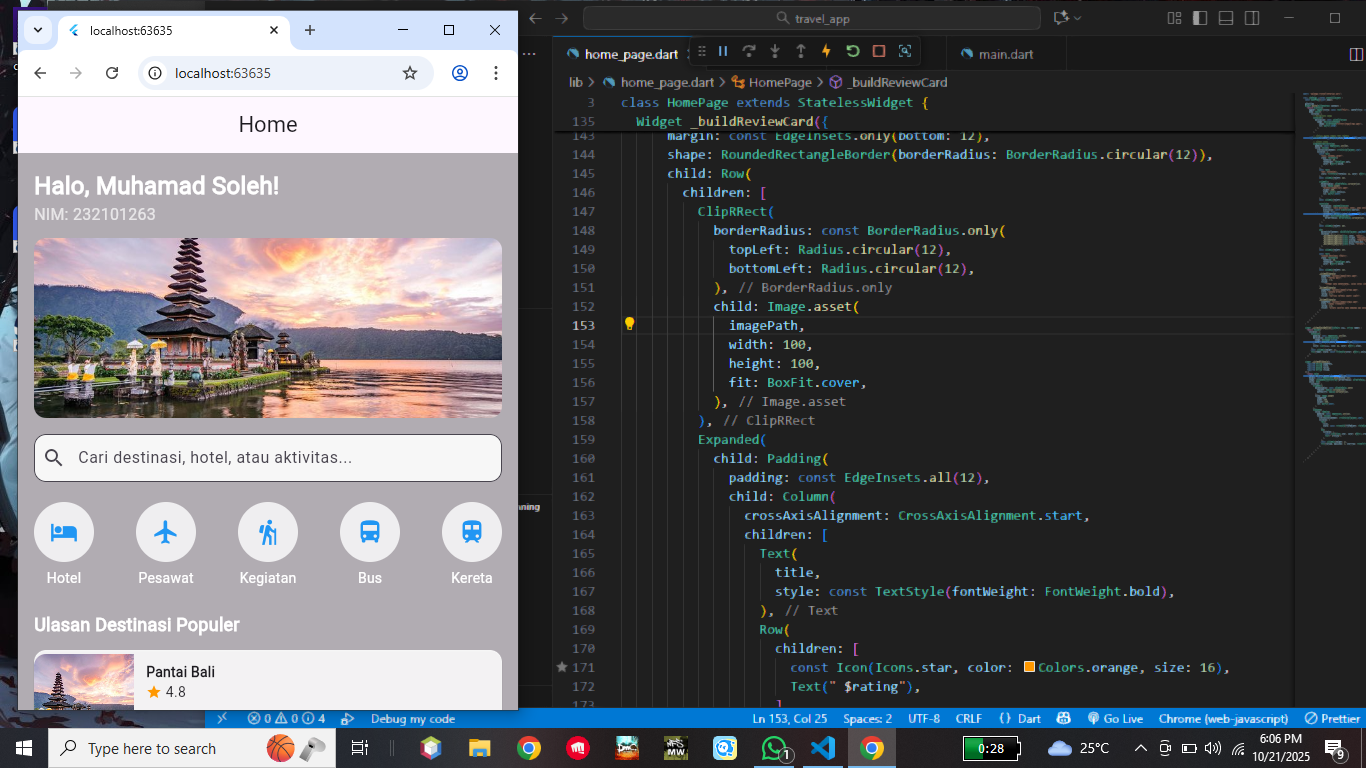 localhost:63635
localhost:63635
Home
Halo, Muhamad Soleh!
NIM: 232101263
Cari destinasi, hotel, atau aktivitas...
Hotel
Pesawat
Kegiatan
Bus
Kereta
Ulasan Destinasi Populer
Pantai Bali
4.8
travel_app
home_page.dart
main.dart
lib > home_page.dart > HomePage > _buildReviewCard
3 class HomePage extends StatelessWidget {
135 Widget _buildReviewCard({
143 margin: const EdgeInsets.only(bottom: 12),
144 shape: RoundedRectangleBorder(borderRadius: BorderRadius.circular(12)),
145 child: Row(
146 children: [
147 ClipRRect(
148 borderRadius: const BorderRadius.only(
149 topLeft: Radius.circular(12),
150 bottomLeft: Radius.circular(12),
151 ), // BorderRadius.only
152 child: Image.asset(
153 imagePath,
154 width: 100,
155 height: 100,
156 fit: BoxFit.cover,
157 ), // Image.asset
158 ), // ClipRRect
159 Expanded(
160 child: Padding(
161 padding: const EdgeInsets.all(12),
162 child: Column(
163 crossAxisAlignment: CrossAxisAlignment.start,
164 children: [
165 Text(
166 title,
167 style: const TextStyle(fontWeight: FontWeight.bold),
168 ), // Text
169 Row(
170 children: [
171 const Icon(Icons.star, color: Colors.orange, size: 16),
172 Text(" $rating"),
173 ]
0 0 4 Debug my code
Ln 153, Col 25 Spaces: 2 UTF-8 CRLF {} Dart Go Live Chrome (web-javascript) Prettier
Type here to search
1
0:28
25°C
6:06 PM
10/21/2025
9